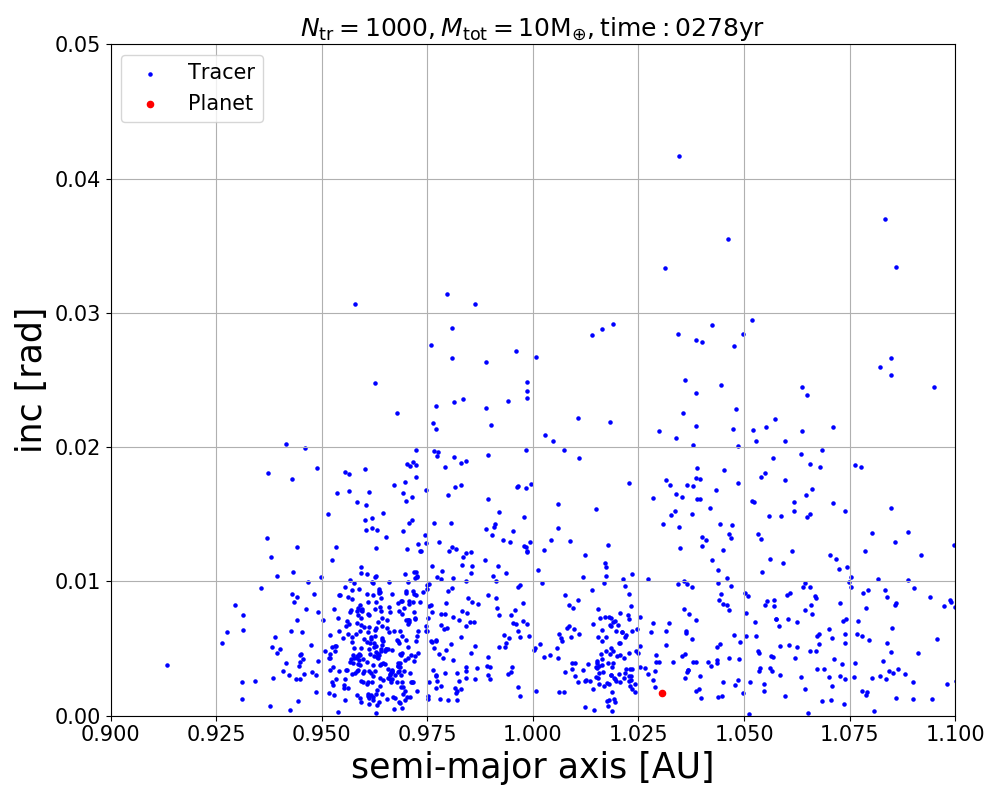 N_tr = 1000, M_tot = 10M_⊕, time : 0278yr
0.05
Tracer
Planet
0.04
0.03
0.02
0.01
0.00
inc [rad]
0.900 0.925 0.950 0.975 1.000 1.025 1.050 1.075 1.100
semi-major axis [AU]